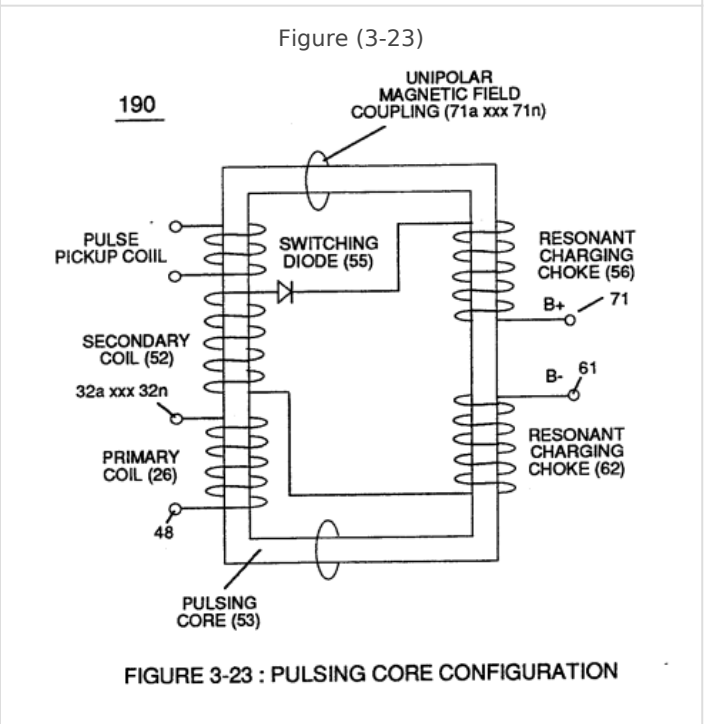 Figure (3-23)
190
UNIPOLAR
MAGNETIC FIELD
COUPLING (71a xxx 71n)
PULSE
PICKUP COIIL
SWITCHING
DIODE (55)
RESONANT
CHARGING
CHOKE (56)
B+
71
SECONDARY
COIL (52)
32a xxx 32n
B-
61
PRIMARY
COIL (26)
RESONANT
CHARGING
CHOKE (62)
48
PULSING
CORE (53)
FIGURE 3-23 : PULSING CORE CONFIGURATION